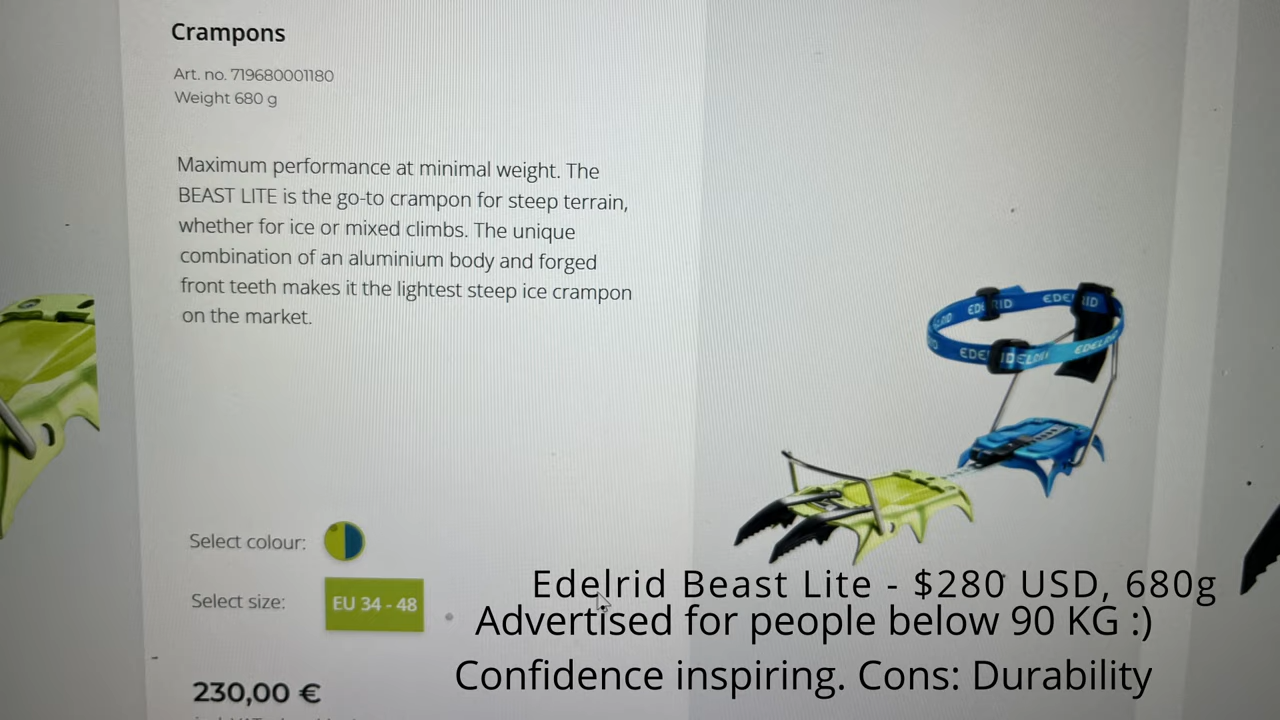 Crampons
Art. no. 719680001180
Weight 680 g
Maximum performance at minimal weight. The
BEAST LITE is the go-to crampon for steep terrain,
whether for ice or mixed climbs. The unique
combination of an aluminium body and forged
front teeth makes it the lightest steep ice crampon
on the market.
EDELRID
EDELRID
Select colour:
Select size:
EU 34 - 48
Edelrid Beast Lite - $280 USD, 680g
Advertised for people below 90 KG :)
Confidence inspiring. Cons: Durability
230,00 €